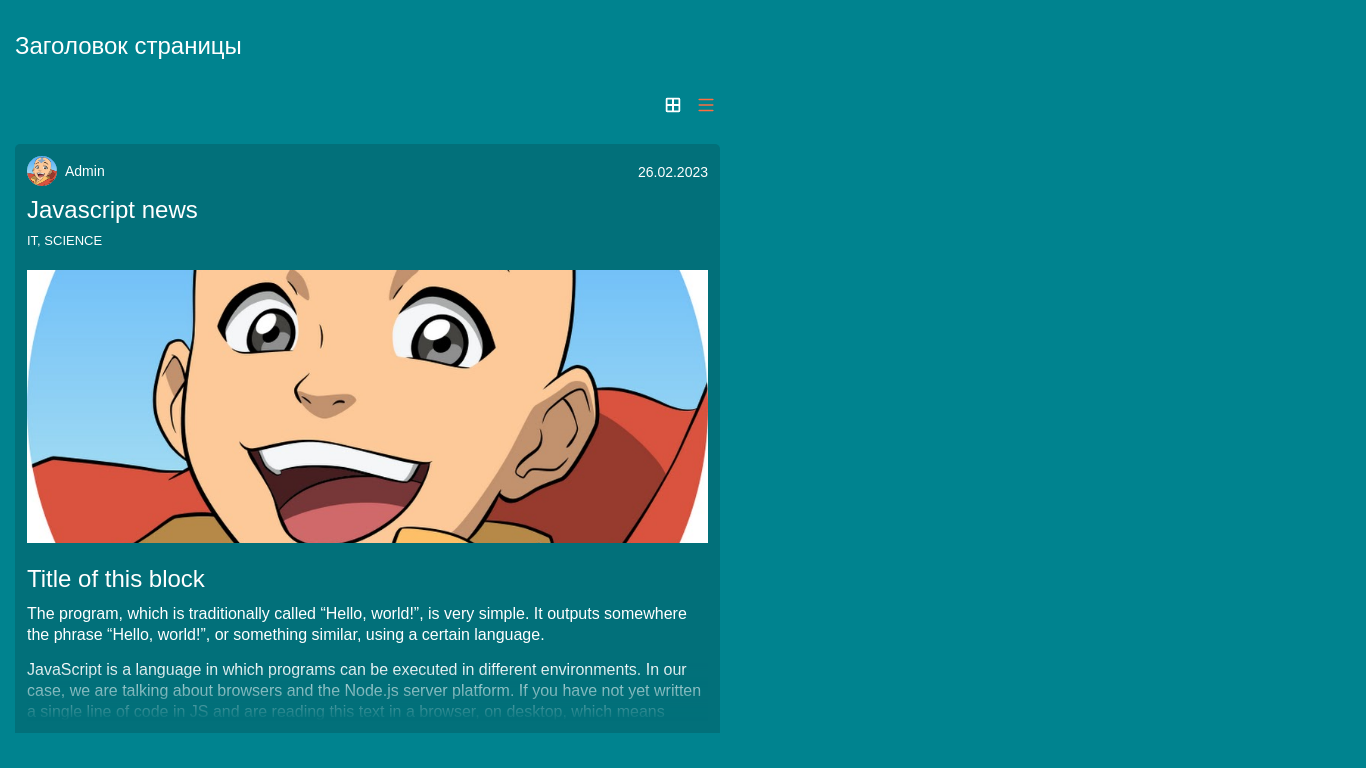 Заголовок страницы
Admin
26.02.2023
Javascript news
IT, SCIENCE
Title of this block
The program, which is traditionally called “Hello, world!”, is very simple. It outputs somewhere
the phrase “Hello, world!”, or something similar, using a certain language.
JavaScript is a language in which programs can be executed in different environments. In our
case, we are talking about browsers and the Node.js server platform. If you have not yet written
a single line of code in JS and are reading this text in a browser, on desktop, which means